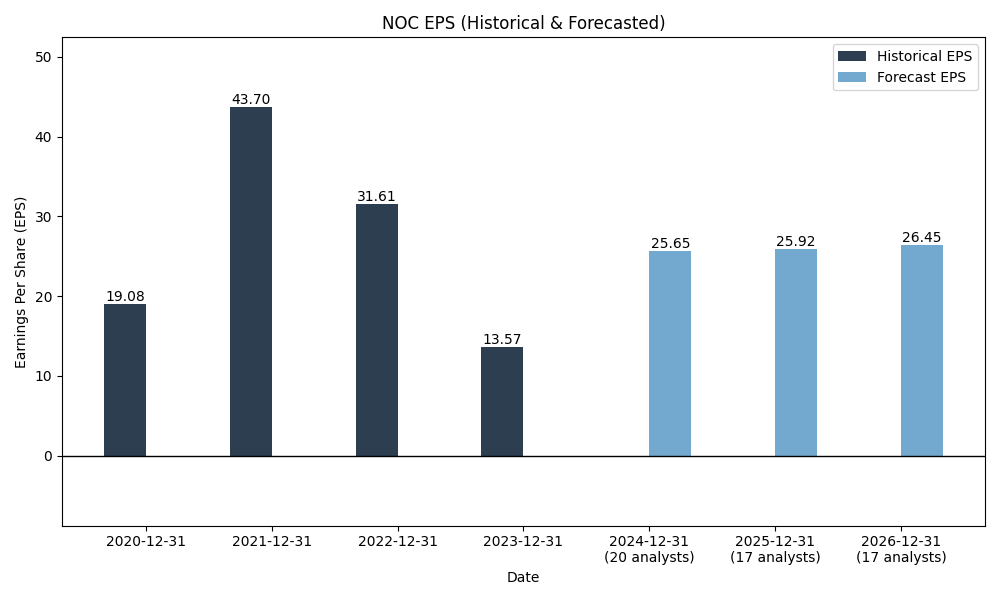 NOC EPS (Historical & Forecasted)
Historical EPS
Forecast EPS
Earnings Per Share (EPS)
50
40
30
20
10
0
19.08
43.70
31.61
13.57
25.65
25.92
26.45
2020-12-31
2021-12-31
2022-12-31
2023-12-31
2024-12-31
(20 analysts)
2025-12-31
(17 analysts)
2026-12-31
(17 analysts)
Date